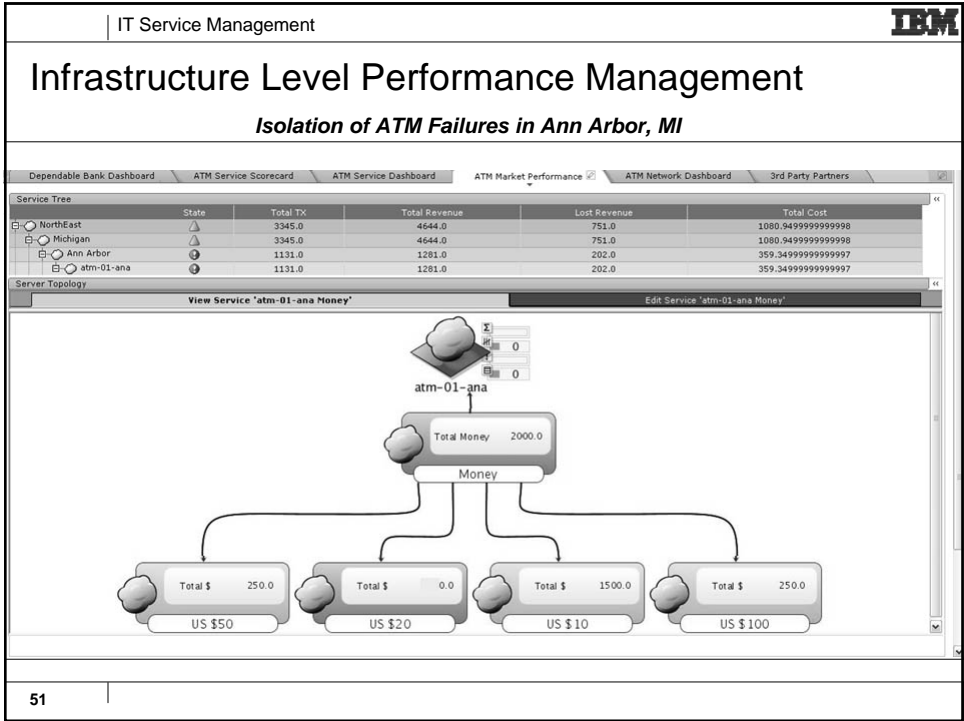 IT Service Management
IBM
Infrastructure Level Performance Management
Isolation of ATM Failures in Ann Arbor, MI
Dependable Bank Dashboard ATM Service Scorecard ATM Service Dashboard ATM Market Performance ATM Network Dashboard 3rd Party Partners
Service Tree
State Total TX Total Revenue Lost Revenue Total Cost
NorthEast 3345.0 4644.0 751.0 1080.9499999999998
Michigan 3345.0 4644.0 751.0 1080.9499999999998
Ann Arbor 1131.0 1281.0 202.0 359.34999999999997
atm-01-ana 1131.0 1281.0 202.0 359.34999999999997
Server Topology
View Service 'atm-01-ana Money' Edit Service 'atm-01-ana Money'
Σ
0
0
atm-01-ana
Total Money 2000.0
Money
Total $ 250.0 Total $ 0.0 Total $ 1500.0 Total $ 250.0
US $50 US $20 US $10 US $100
51